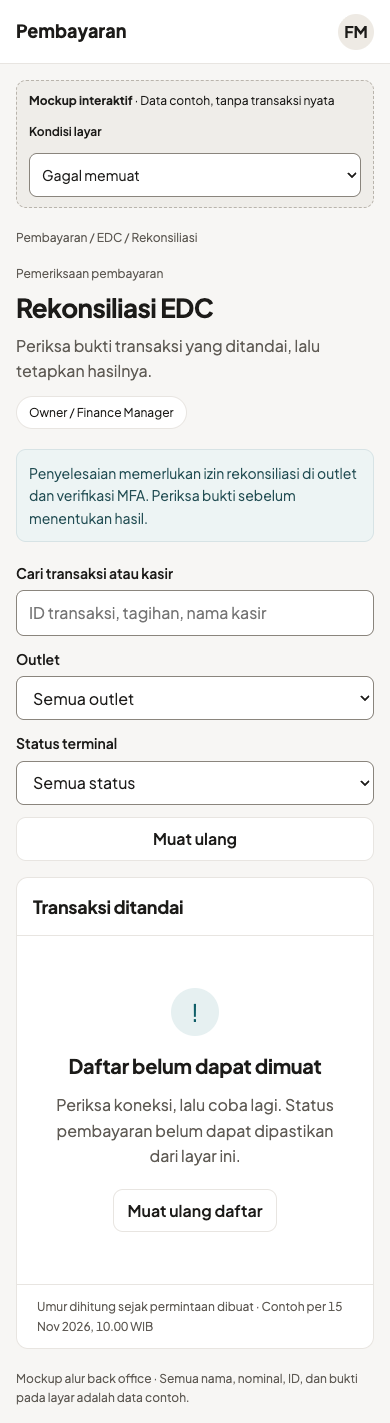 Pembayaran
FM
Mockup interaktif · Data contoh, tanpa transaksi nyata
Kondisi layar
Gagal memuat
Pembayaran / EDC / Rekonsiliasi
Pemeriksaan pembayaran
Rekonsiliasi EDC
Periksa bukti transaksi yang ditandai, lalu
tetapkan hasilnya.
Owner / Finance Manager
Penyelesaian memerlukan izin rekonsiliasi di outlet
dan verifikasi MFA. Periksa bukti sebelum
menentukan hasil.
Cari transaksi atau kasir
ID transaksi, tagihan, nama kasir
Outlet
Semua outlet
Status terminal
Semua status
Muat ulang
Transaksi ditandai
!
Daftar belum dapat dimuat
Periksa koneksi, lalu coba lagi. Status
pembayaran belum dapat dipastikan
dari layar ini.
Muat ulang daftar
Umur dihitung sejak permintaan dibuat · Contoh per 15
Nov 2026, 10.00 WIB
Mockup alur back office · Semua nama, nominal, ID, dan bukti
pada layar adalah data contoh.